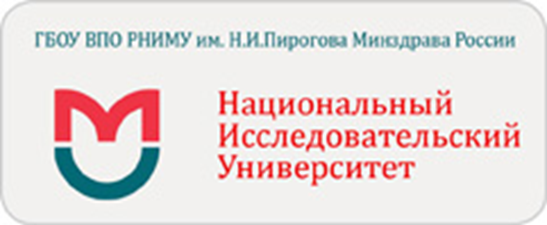 ГБОУ ВПО РНИМУ им. Н.И.Пирогова Минздрава России
Национальный
Исследовательский
Университет